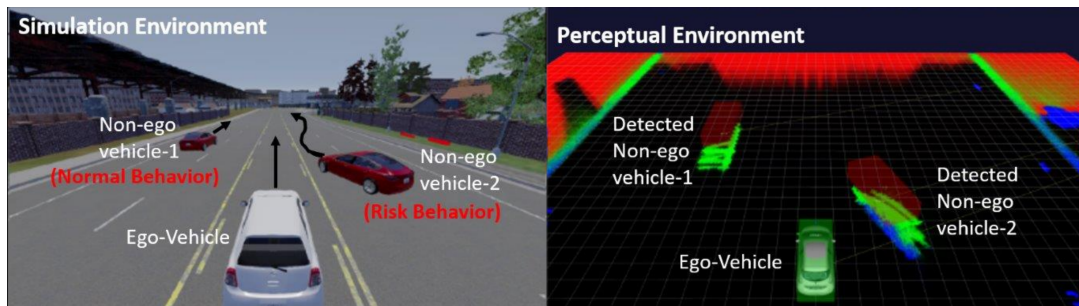 Simulation Environment
Non-ego
vehicle-1
(Normal Behavior)
Non-ego
vehicle-2
(Risk Behavior)
Ego-Vehicle
Perceptual Environment
Detected
Non-ego
vehicle-1
Detected
Non-ego
vehicle-2
Ego-Vehicle